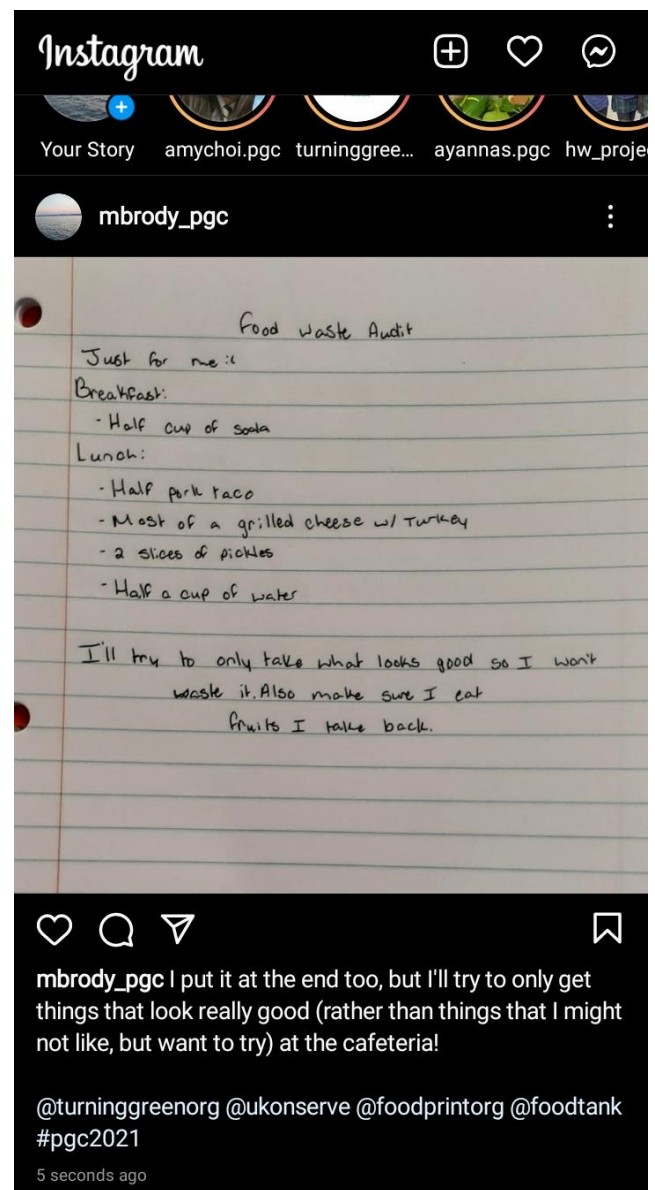 Instagram
Your Story amychoi.pgc turninggree... ayannas.pgc hw_proje
mbrody_pgc
Food Waste Audit
Just for me :(
Breakfast:
- Half cup of soda
Lunch:
- Half pork taco
- Most of a grilled cheese w/ Turkey
- 2 slices of pickles
- Half a cup of water
I'll try to only take what looks good so I won't
waste it. Also make sure I eat
fruits I take back.
mbrody_pgc I put it at the end too, but I'll try to only get
things that look really good (rather than things that I might
not like, but want to try) at the cafeteria!
@turninggreenorg @ukonserve @foodprintorg @foodtank
#pgc2021
5 seconds ago